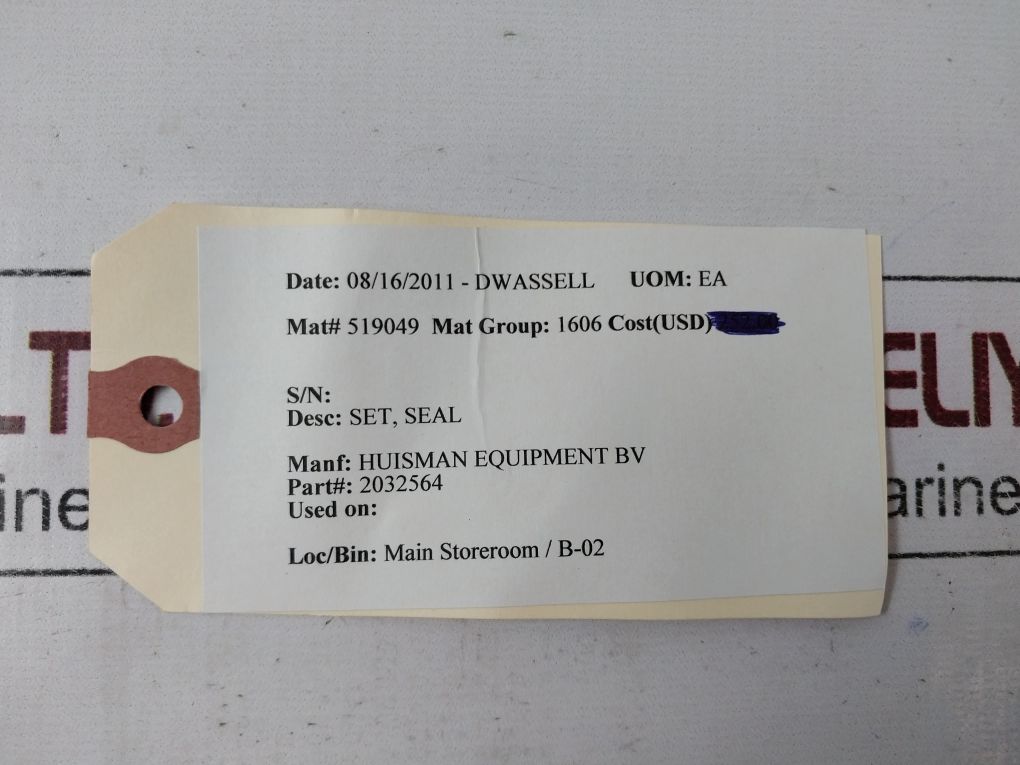 Date: 08/16/2011 - DWASSELL UOM: EA
Mat# 519049 Mat Group: 1606 Cost(USD)
S/N:
Desc: SET, SEAL
Manf: HUISMAN EQUIPMENT BV
Part#: 2032564
Used on:
Loc/Bin: Main Storeroom / B-02